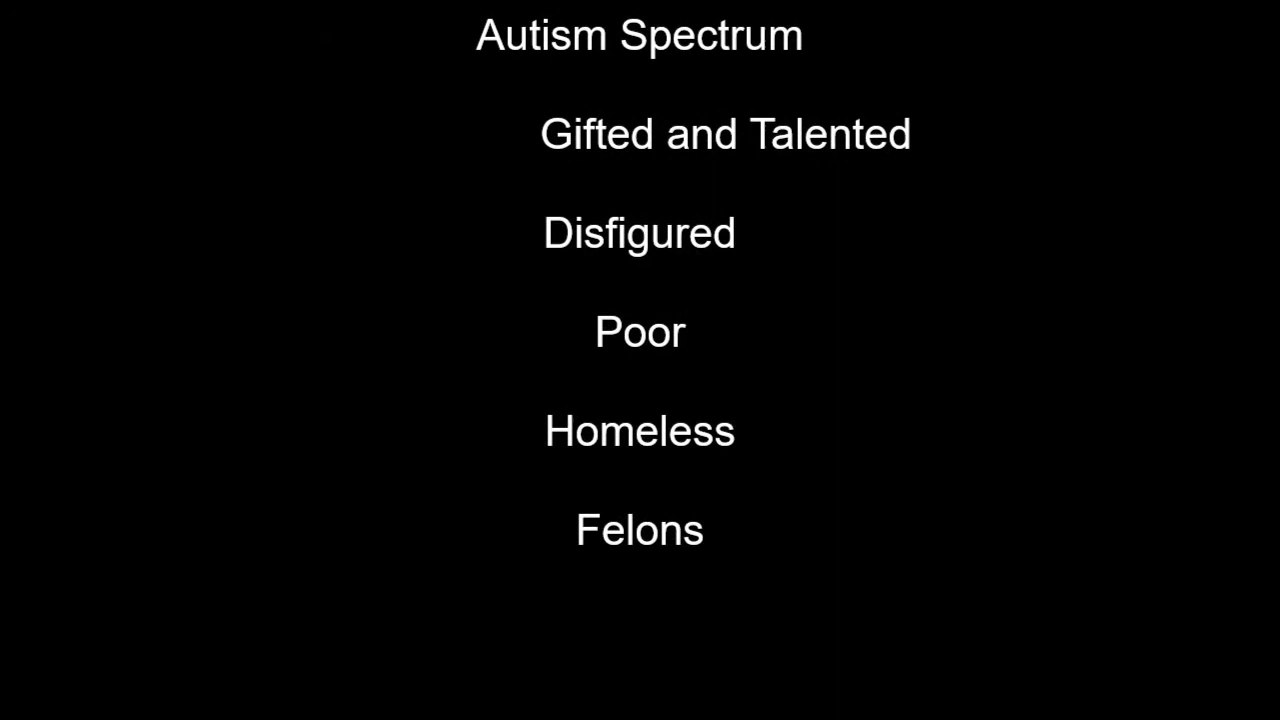 Autism Spectrum
Gifted and Talented
Disfigured
Poor
Homeless
Felons